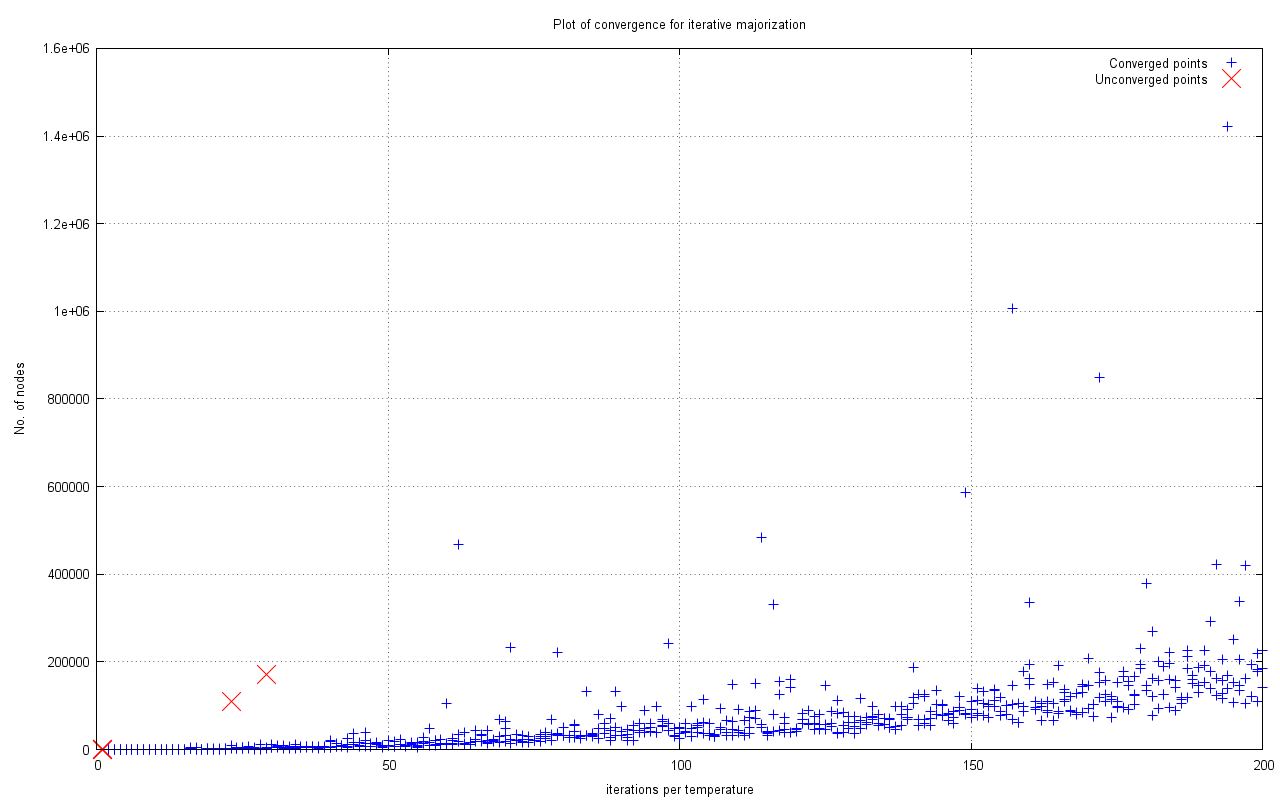 Plot of convergence for iterative majorization
1.6e+06
1.4e+06
1.2e+06
1e+06
800000
600000
400000
200000
0
No. of nodes
Converged points
Unconverged points
0 50 100 150 200
iterations per temperature